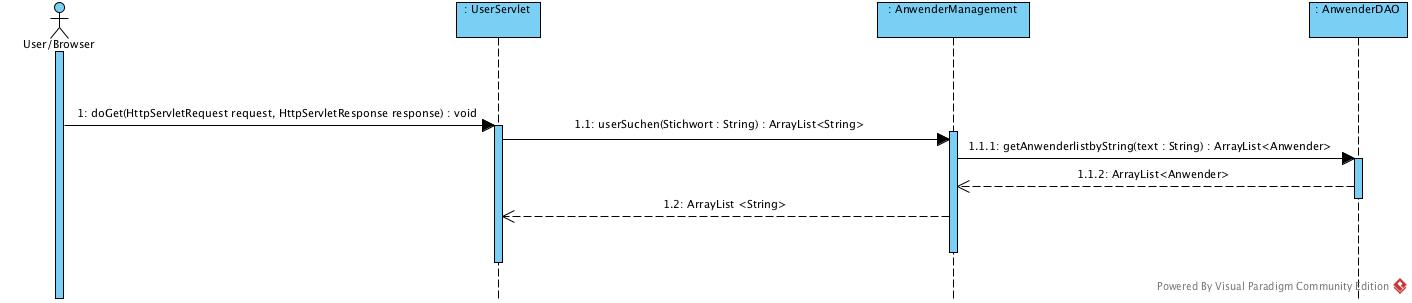 : UserServlet
: AnwenderManagement
: AnwenderDAO
User/Browser
1: doGet(HttpServletRequest request, HttpServletResponse response) : void
1.1: userSuchen(Stichwort : String) : ArrayList<String>
1.1.1: getAnwenderlistbyString(text : String) : ArrayList<Anwender>
1.1.2: ArrayList<Anwender>
1.2: ArrayList <String>
Powered By Visual Paradigm Community Edition